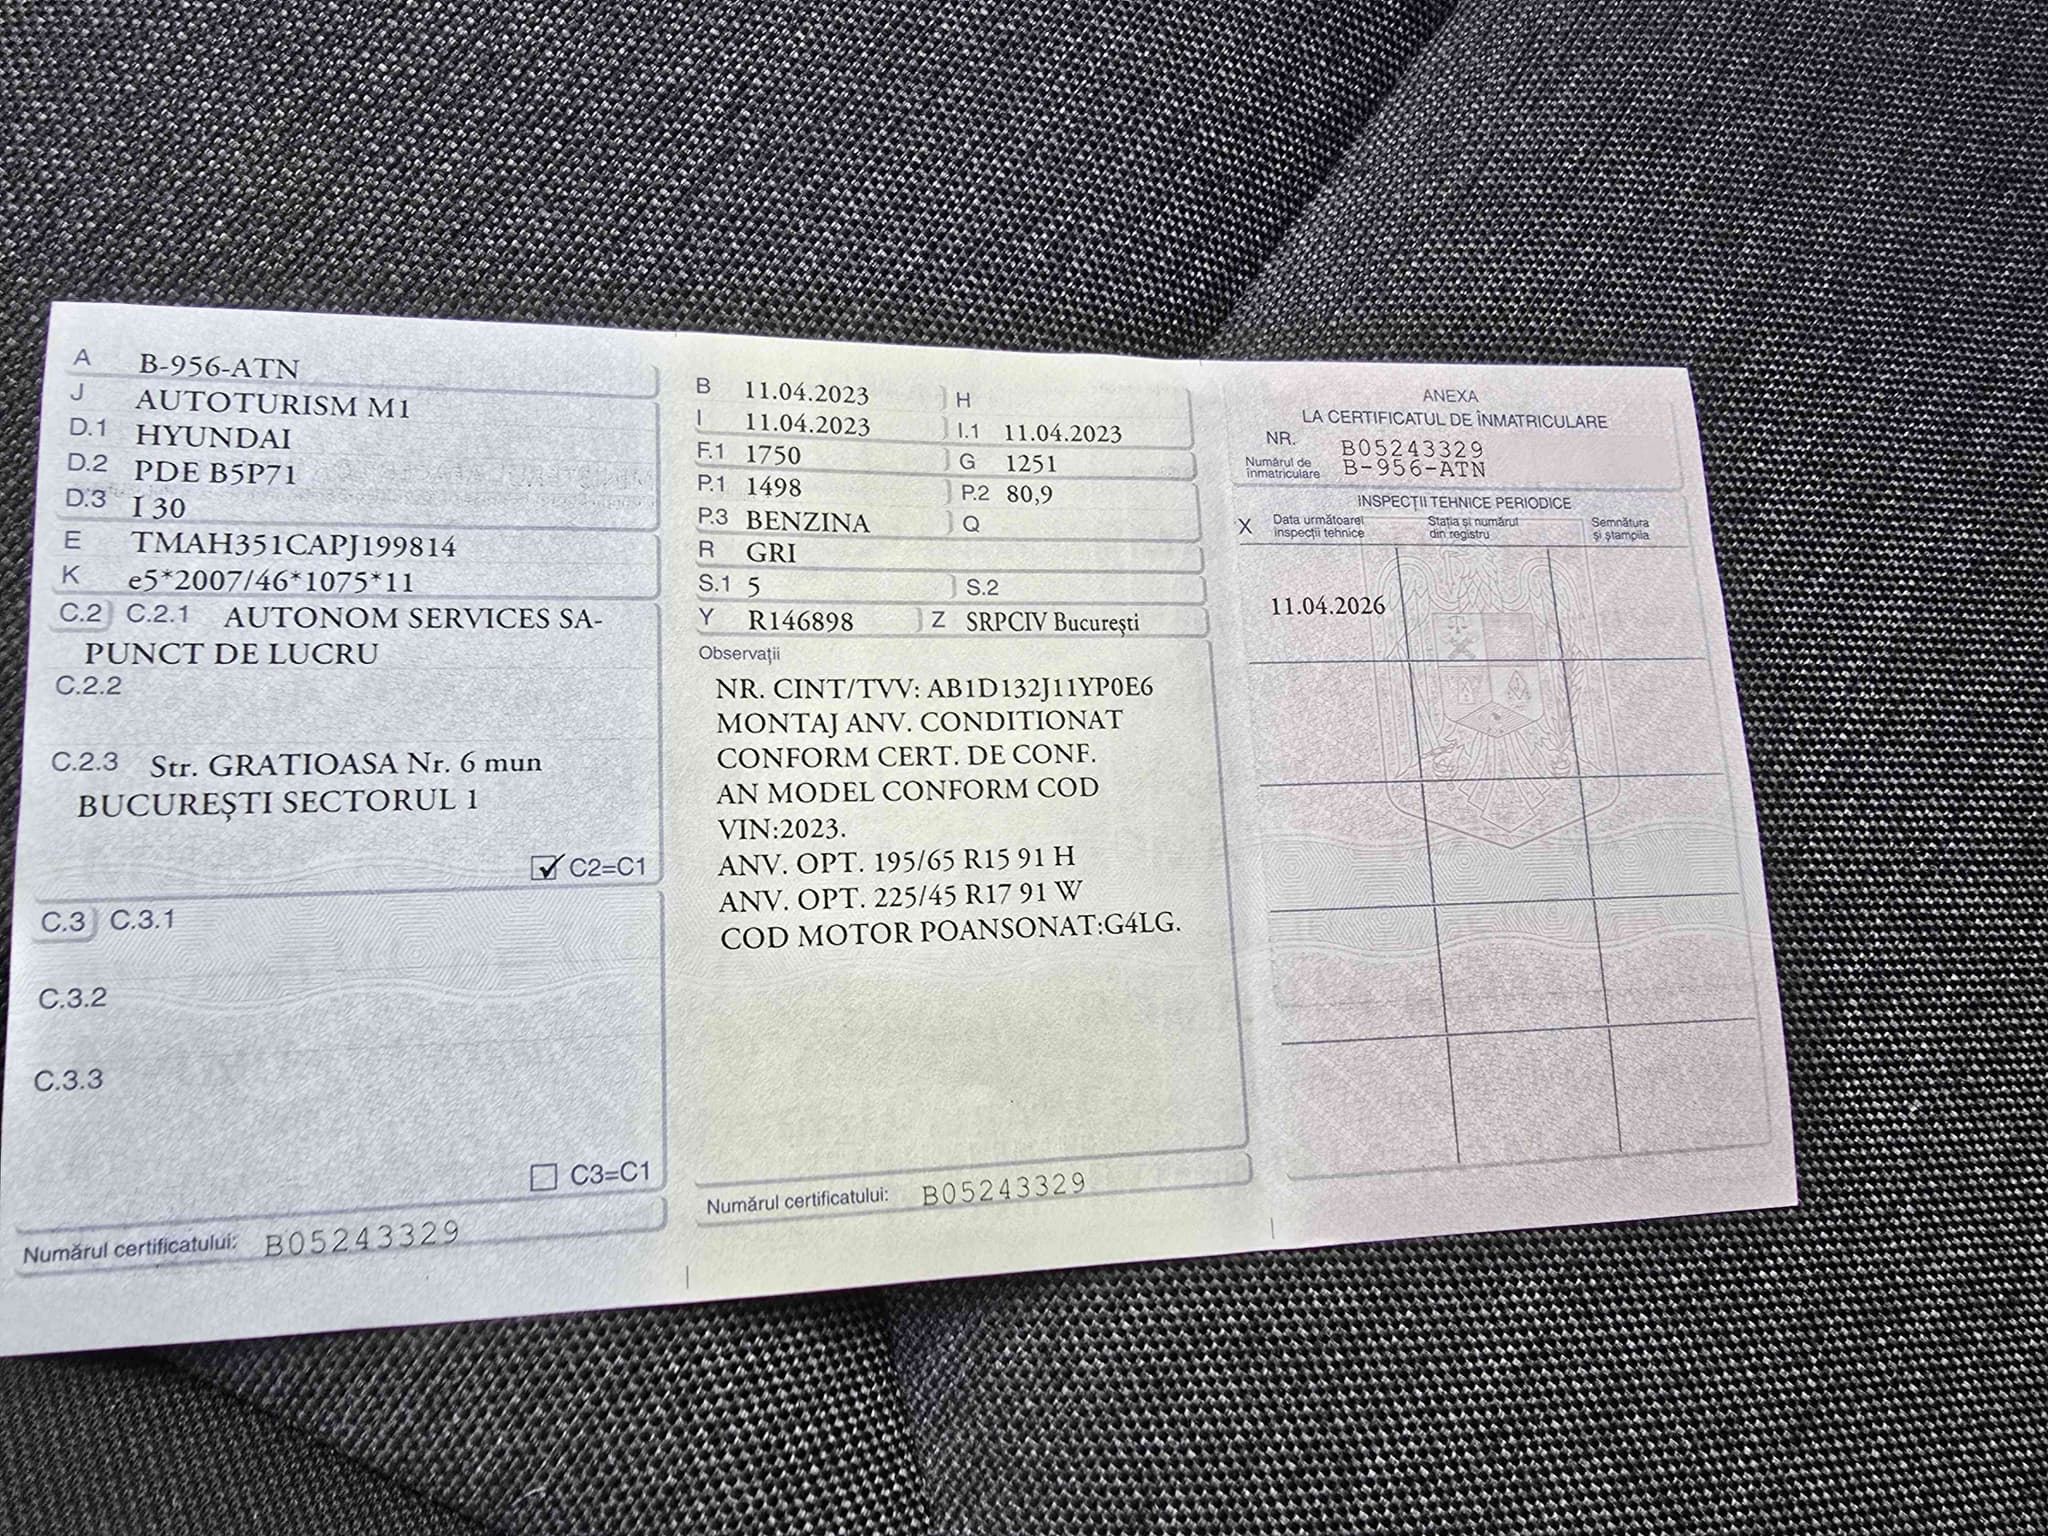 A B-956-ATN
J AUTOTURISM M1
D.1 HYUNDAI
D.2 PDE B5P71
D.3 I 30
E TMAH351CAPJ199814
K e5*2007/46*1075*11
C.2 C.2.1 AUTONOM SERVICES SA-
PUNCT DE LUCRU
C.2.2
C.2.3 Str. GRATIOASA Nr. 6 mun
BUCUREŞTI SECTORUL 1
C2=C1
C.3 C.3.1
C.3.2
C.3.3
C3=C1
Numărul certificatului: B05243329
B 11.04.2023 H
I 11.04.2023 I.1 11.04.2023
F.1 1750 G 1251
P.1 1498 P.2 80,9
P.3 BENZINA Q
R GRI
S.1 5 S.2
Y R146898 Z SRPCIV Bucureşti
Observaţii
NR. CINT/TVV: AB1D132J11YP0E6
MONTAJ ANV. CONDITIONAT
CONFORM CERT. DE CONF.
AN MODEL CONFORM COD
VIN:2023.
ANV. OPT. 195/65 R15 91 H
ANV. OPT. 225/45 R17 91 W
COD MOTOR POANSONAT:G4LG.
Numărul certificatului: B05243329
ANEXA
LA CERTIFICATUL DE ÎNMATRICULARE
NR. B05243329
Numărul de
înmatriculare B-956-ATN
INSPECŢII TEHNICE PERIODICE
X Data următoarei
inspecţii tehnice
Staţia şi numărul
din registru
Semnătura
şi ştampila
11.04.2026